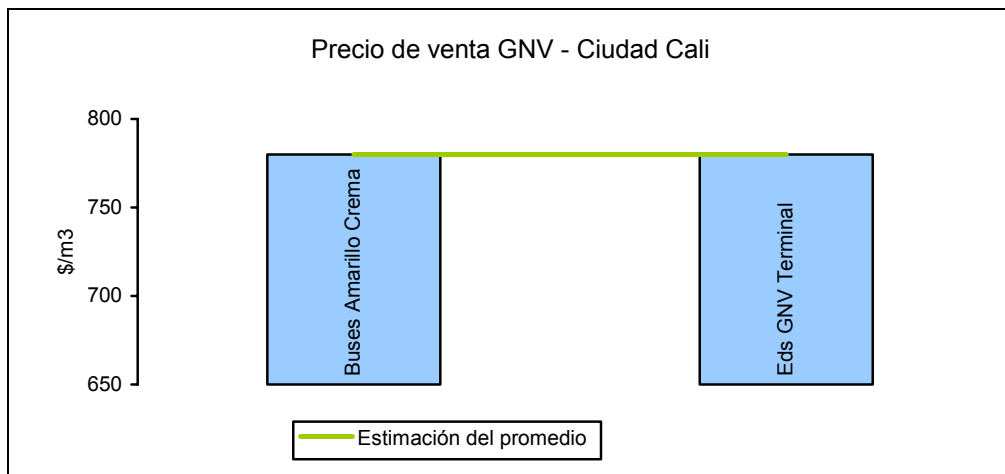 Precio de venta GNV - Ciudad Cali
800
750
700
650
$/m3
Buses Amarillo Crema
Eds GNV Terminal
Estimación del promedio